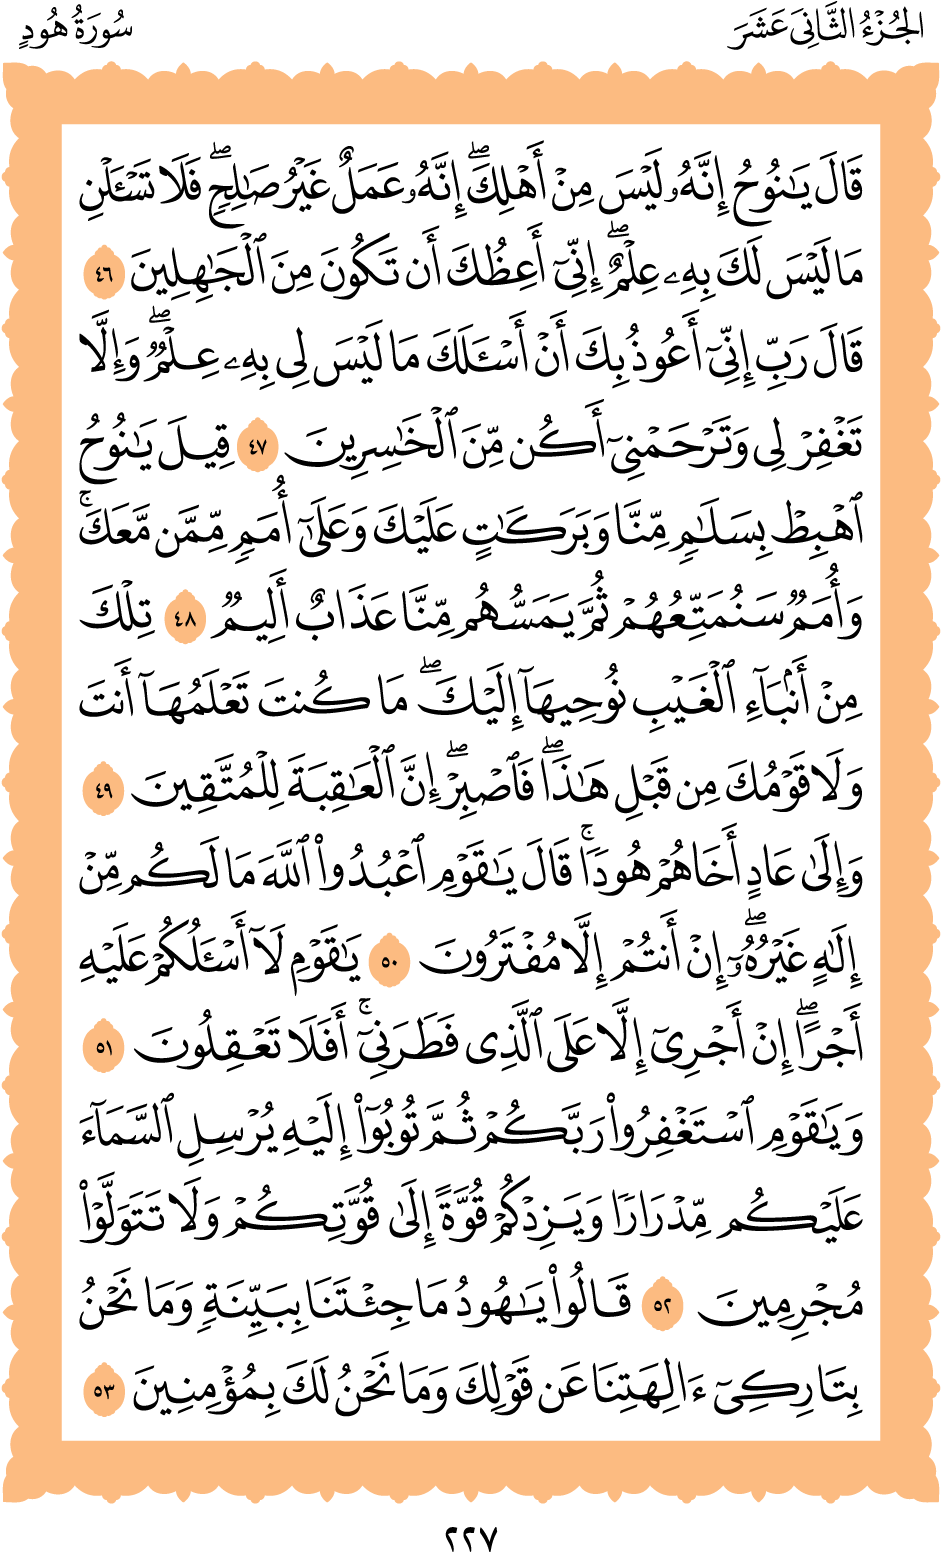 الجُزْءُ الثَّانِيَ عَشَرَ
سُورَةُ هُودٍ
قَالَ يَٰنُوحُ إِنَّهُۥ لَيۡسَ مِنۡ أَهۡلِكَۖ إِنَّهُۥ عَمَلٌ غَيۡرُ صَٰلِحٖۖ فَلَا تَسۡـَٔلۡنِ
مَا لَيۡسَ لَكَ بِهِۦ عِلۡمٌۖ إِنِّيٓ أَعِظُكَ أَن تَكُونَ مِنَ ٱلۡجَٰهِلِينَ ٤٦
قَالَ رَبِّ إِنِّيٓ أَعُوذُ بِكَ أَنۡ أَسۡـَٔلَكَ مَا لَيۡسَ لِي بِهِۦ عِلۡمٞۖ وَإِلَّا
تَغۡفِرۡ لِي وَتَرۡحَمۡنِيٓ أَكُن مِّنَ ٱلۡخَٰسِرِينَ ٤٧ قِيلَ يَٰنُوحُ
ٱهۡبِطۡ بِسَلَٰمٖ مِّنَّا وَبَرَكَٰتٍ عَلَيۡكَ وَعَلَىٰٓ أُمَمٖ مِّمَّن مَّعَكَۚ
وَأُمَمٞ سَنُمَتِّعُهُمۡ ثُمَّ يَمَسُّهُم مِّنَّا عَذَابٌ أَلِيمٞ ٤٨ تِلۡكَ
مِنۡ أَنۢبَآءِ ٱلۡغَيۡبِ نُوحِيهَآ إِلَيۡكَۖ مَا كُنتَ تَعۡلَمُهَآ أَنتَ
وَلَا قَوۡمُكَ مِن قَبۡلِ هَٰذَاۖ فَٱصۡبِرۡۖ إِنَّ ٱلۡعَٰقِبَةَ لِلۡمُتَّقِينَ ٤٩
وَإِلَىٰ عَادٍ أَخَاهُمۡ هُودٗاۚ قَالَ يَٰقَوۡمِ ٱعۡبُدُواْ ٱللَّهَ مَا لَكُم مِّنۡ
إِلَٰهٍ غَيۡرُهُۥٓۖ إِنۡ أَنتُمۡ إِلَّا مُفۡتَرُونَ ٥٠ يَٰقَوۡمِ لَآ أَسۡـَٔلُكُمۡ عَلَيۡهِ
أَجۡرًاۖ إِنۡ أَجۡرِيَ إِلَّا عَلَى ٱلَّذِي فَطَرَنِيٓۚ أَفَلَا تَعۡقِلُونَ ٥١
وَيَٰقَوۡمِ ٱسۡتَغۡفِرُواْ رَبَّكُمۡ ثُمَّ تُوبُوٓاْ إِلَيۡهِ يُرۡسِلِ ٱلسَّمَآءَ
عَلَيۡكُم مِّدۡرَارٗا وَيَزِدۡكُمۡ قُوَّةً إِلَىٰ قُوَّتِكُمۡ وَلَا تَتَوَلَّوۡاْ
مُجۡرِمِينَ ٥٢ قَالُواْ يَٰهُودُ مَا جِئۡتَنَا بِبَيِّنَةٖ وَمَا نَحۡنُ
بِتَارِكِيٓ ءَالِهَتِنَا عَن قَوۡلِكَ وَمَا نَحۡنُ لَكَ بِمُؤۡمِنِينَ ٥٣
٢٢٧